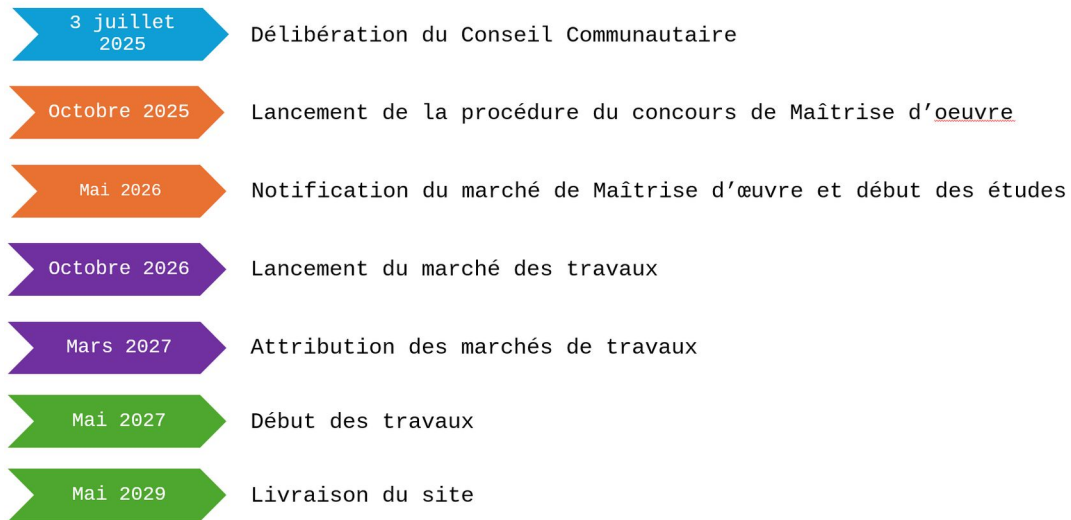 3 juillet
2025
Délibération du Conseil Communautaire
Octobre 2025
Lancement de la procédure du concours de Maîtrise d’oeuvre
Mai 2026
Notification du marché de Maîtrise d’œuvre et début des études
Octobre 2026
Lancement du marché des travaux
Mars 2027
Attribution des marchés de travaux
Mai 2027
Début des travaux
Mai 2029
Livraison du site